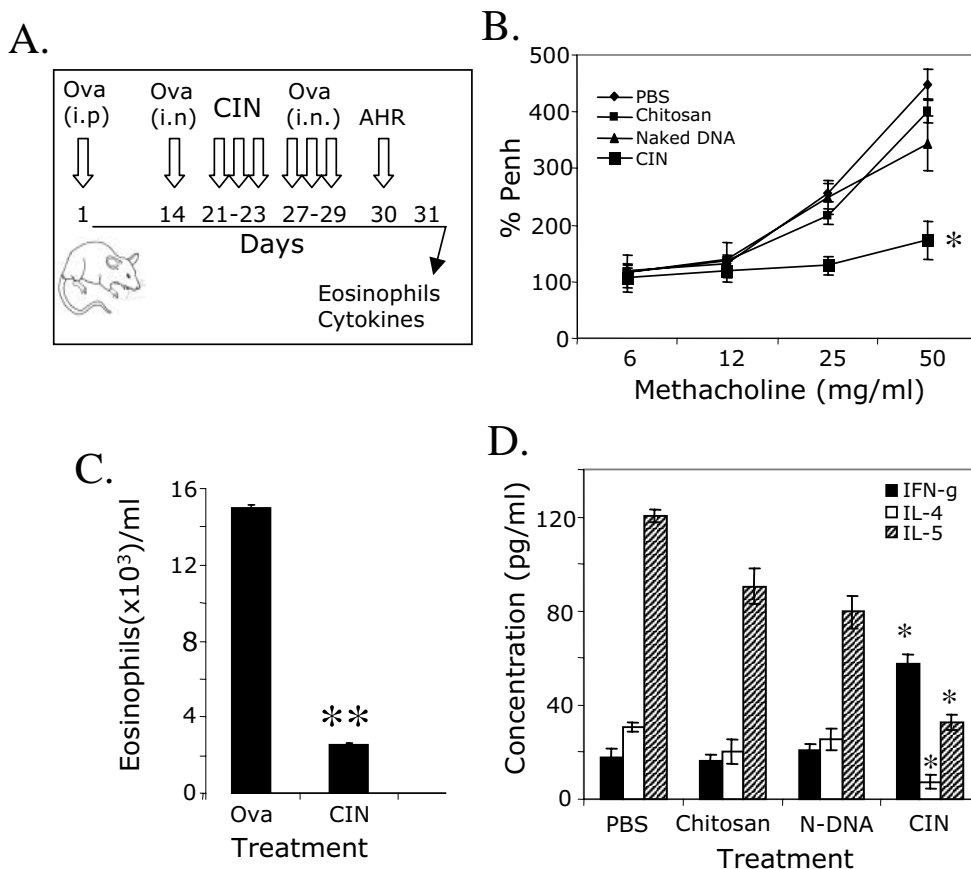 A.
Ova Ova CIN Ova
(i.p) (i.n) (i.n.) AHR
1 14 21-23 27-29 30 31
Days
Eosinophils
Cytokines
B.
500
400
300
200
100
0
% Penh
PBS
Chitosan
Naked DNA
CIN
*
6 12 25 50
Methacholine (mg/ml)
C.
16
12
8
4
0
Eosinophils(x10³)/ml
**
Ova CIN
Treatment
D.
120
80
40
0
Concentration (pg/ml)
IFN-g
IL-4
IL-5
*
*
*
PBS Chitosan N-DNA CIN
Treatment